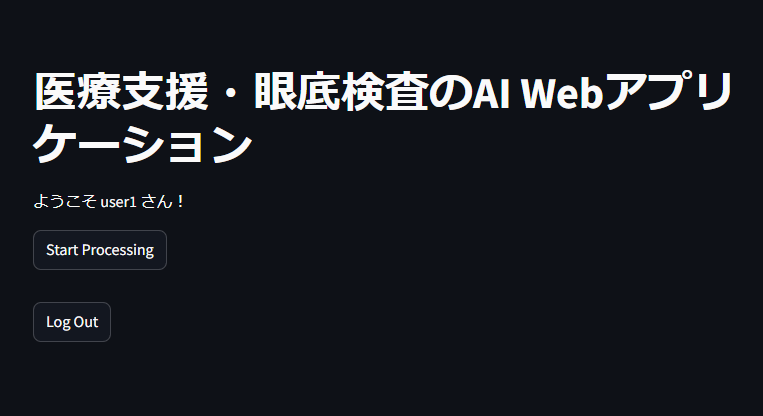 医療支援・眼底検査のAI Webアプリ
ケーション
ようこそ user1 さん！
Start Processing
Log Out